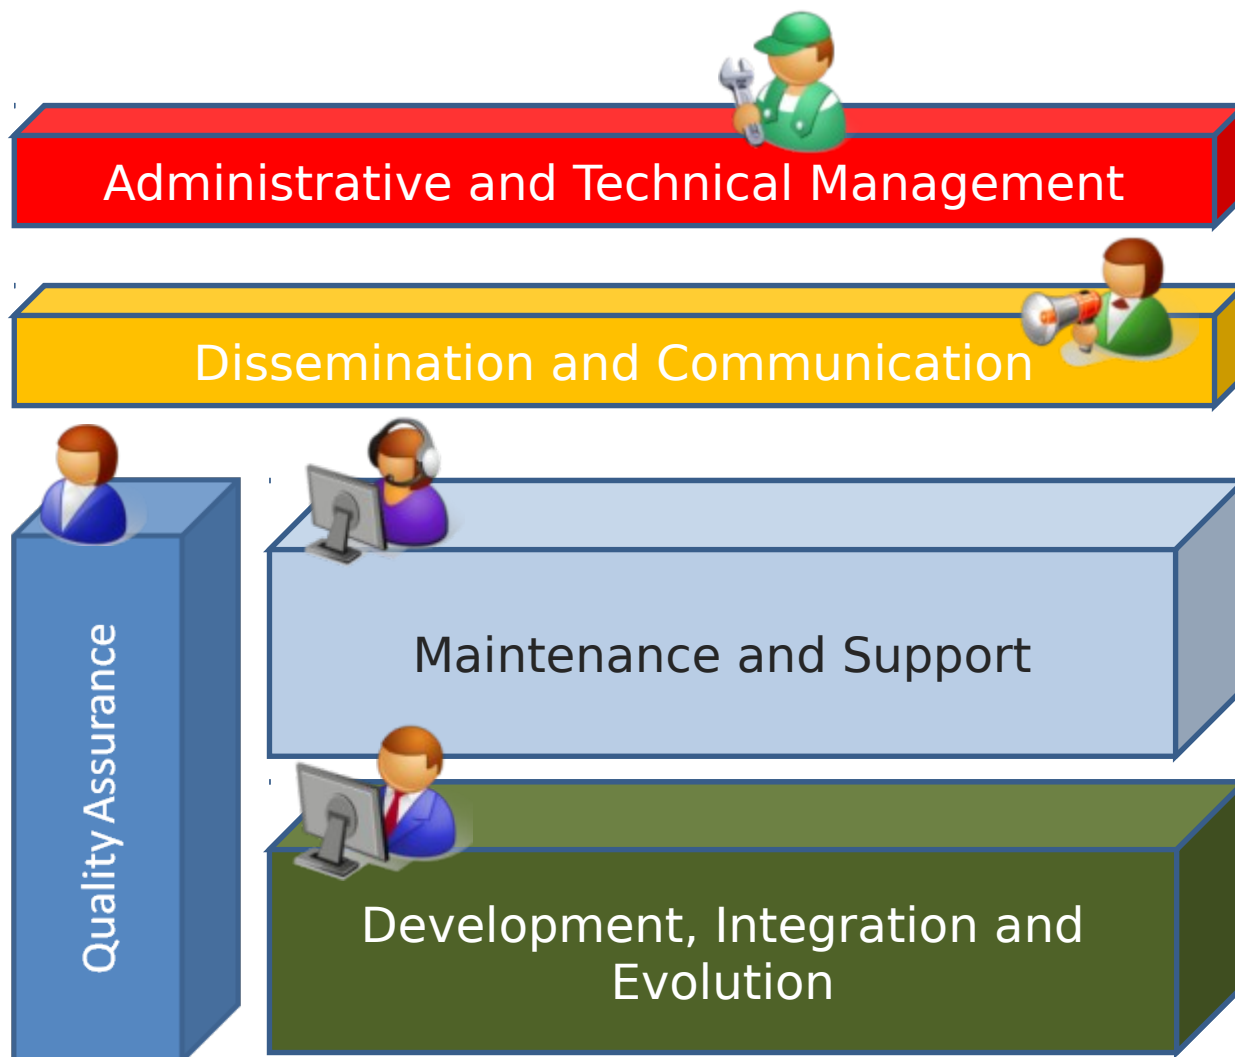 Administrative and Technical Management
Dissemination and Communication
Quality Assurance
Maintenance and Support
Development, Integration and
Evolution